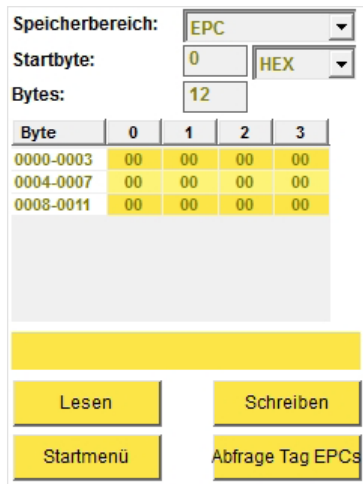 Speicherbereich: EPC
Startbyte: 0 HEX
Bytes: 12
Byte 0 1 2 3
0000-0003 00 00 00 00
0004-0007 00 00 00 00
0008-0011 00 00 00 00
Lesen Schreiben
Startmenü Abfrage Tag EPCs